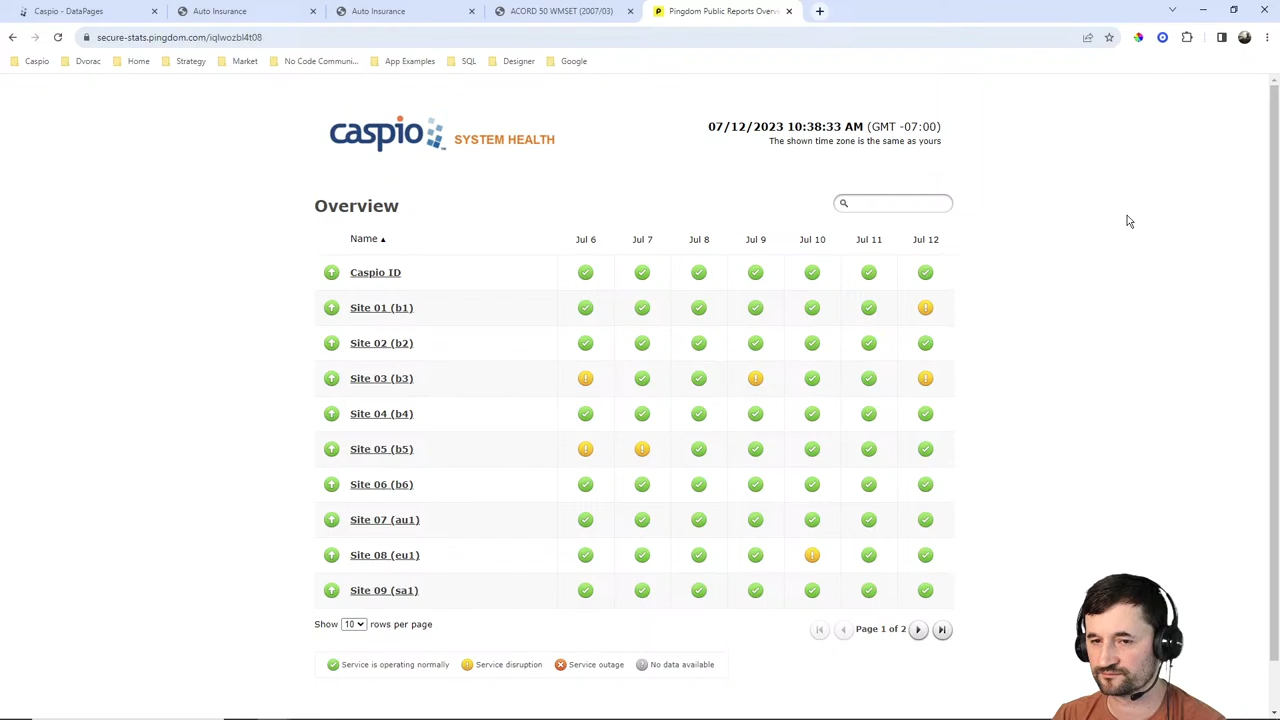 Caspio - DataPages
Auto Insurance
Auto Insurance
ACORD 50 WMSET (2007/03)
Pingdom Public Reports Overv
secure-stats.pingdom.com/iqlwozbl4t08
Caspio
Dvorac
Home
Strategy
Market
No Code Communi...
App Examples
SQL
Designer
Google
caspio SYSTEM HEALTH
07/12/2023 10:38:33 AM (GMT -07:00)
The shown time zone is the same as yours
Overview
Name Jul 6 Jul 7 Jul 8 Jul 9 Jul 10 Jul 11 Jul 12
Caspio ID
Site 01 (b1)
Site 02 (b2)
Site 03 (b3)
Site 04 (b4)
Site 05 (b5)
Site 06 (b6)
Site 07 (au1)
Site 08 (eu1)
Site 09 (sa1)
Show 10 rows per page
Page 1 of 2
Service is operating normally Service disruption Service outage No data available